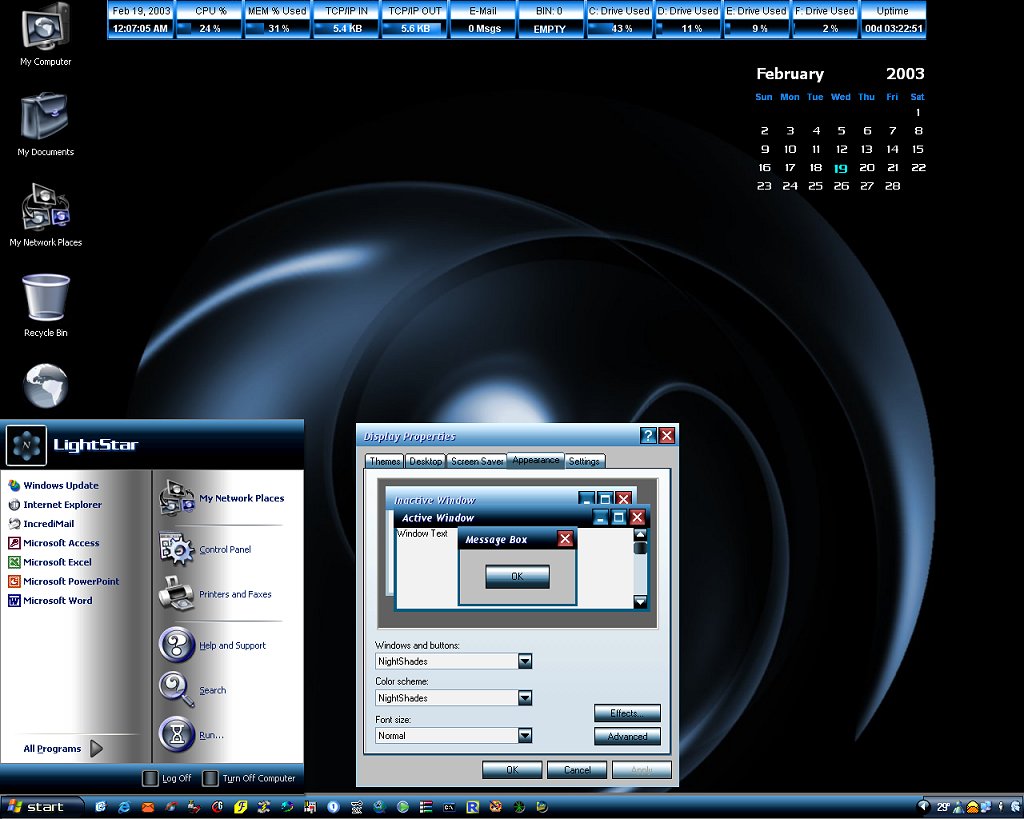 Feb 19, 2003 CPU % MEM % Used TCP/IP IN TCP/IP OUT E-Mail BIN: 0 C: Drive Used D: Drive Used E: Drive Used F: Drive Used Uptime
12:07:05 AM 24 % 31 % 5.4 KB 5.6 KB 0 Msgs EMPTY 43 % 11 % 9 % 2 % 00d 03:22:51
My Computer
My Documents
My Network Places
Recycle Bin
February 2003
Sun Mon Tue Wed Thu Fri Sat
1
2 3 4 5 6 7 8
9 10 11 12 13 14 15
16 17 18 19 20 21 22
23 24 25 26 27 28
N
LightStar
Windows Update
Internet Explorer
IncrediMail
Microsoft Access
Microsoft Excel
Microsoft PowerPoint
Microsoft Word
All Programs
My Network Places
Control Panel
Printers and Faxes
Help and Support
Search
Run...
Log Off Turn Off Computer
Display Properties
Themes Desktop Screen Saver Appearance Settings
Inactive Window
Active Window
Window Text
Message Box
OK
Windows and buttons:
NightShades
Color scheme:
NightShades
Font size:
Normal
Effects...
Advanced
OK Cancel Apply
start
29°